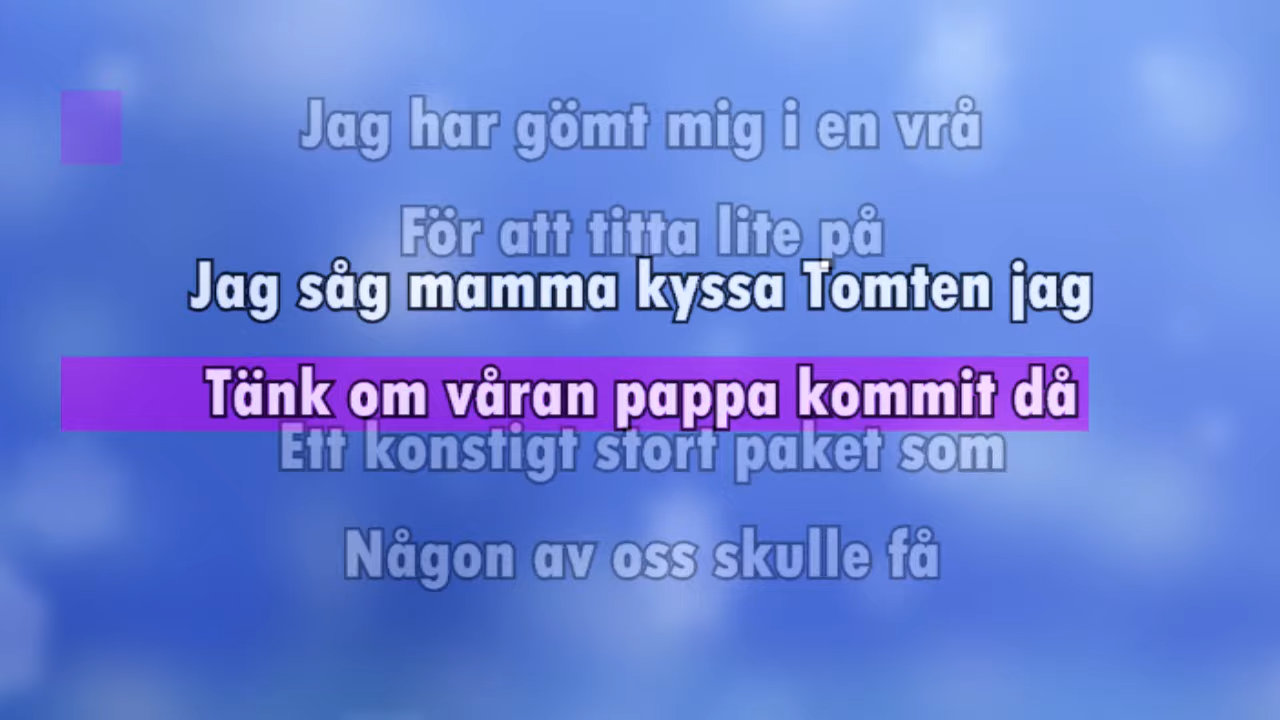 Jag har gömt mig i en vrå
För att titta lite på
Jag såg mamma kyssa Tomten jag
Tänk om våran pappa kommit då
Ett konstigt stort paket som
Någon av oss skulle få